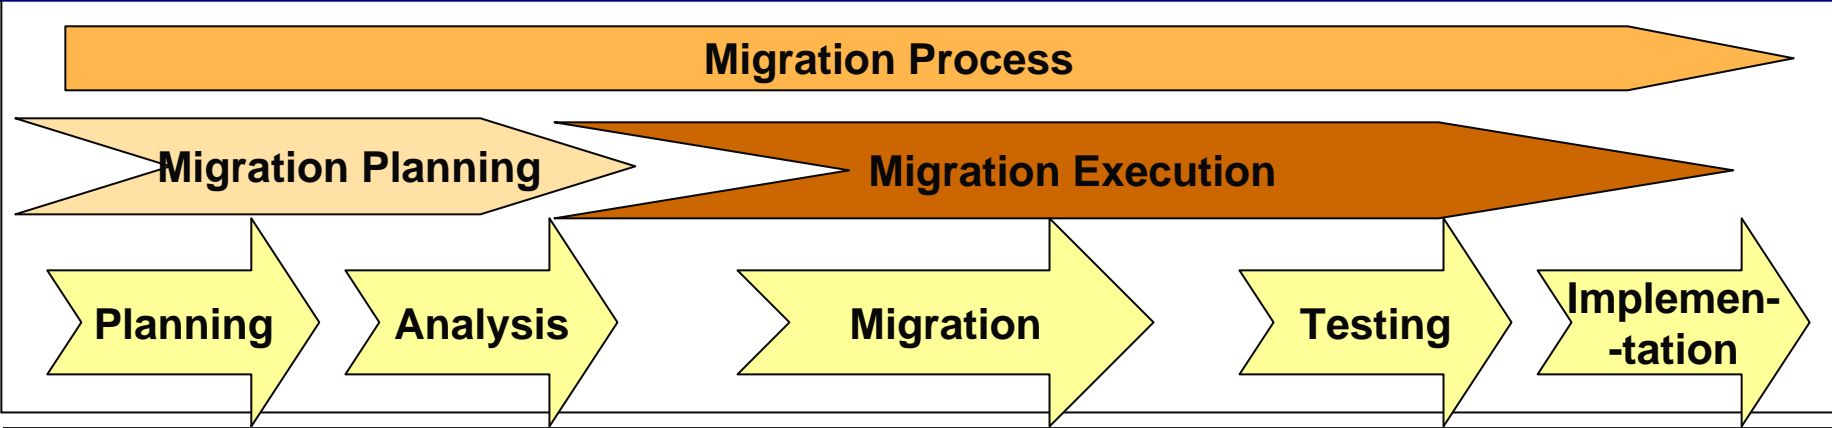 Migration Process
Migration Planning
Migration Execution
Planning
Analysis
Migration
Testing
Implemen-
-tation